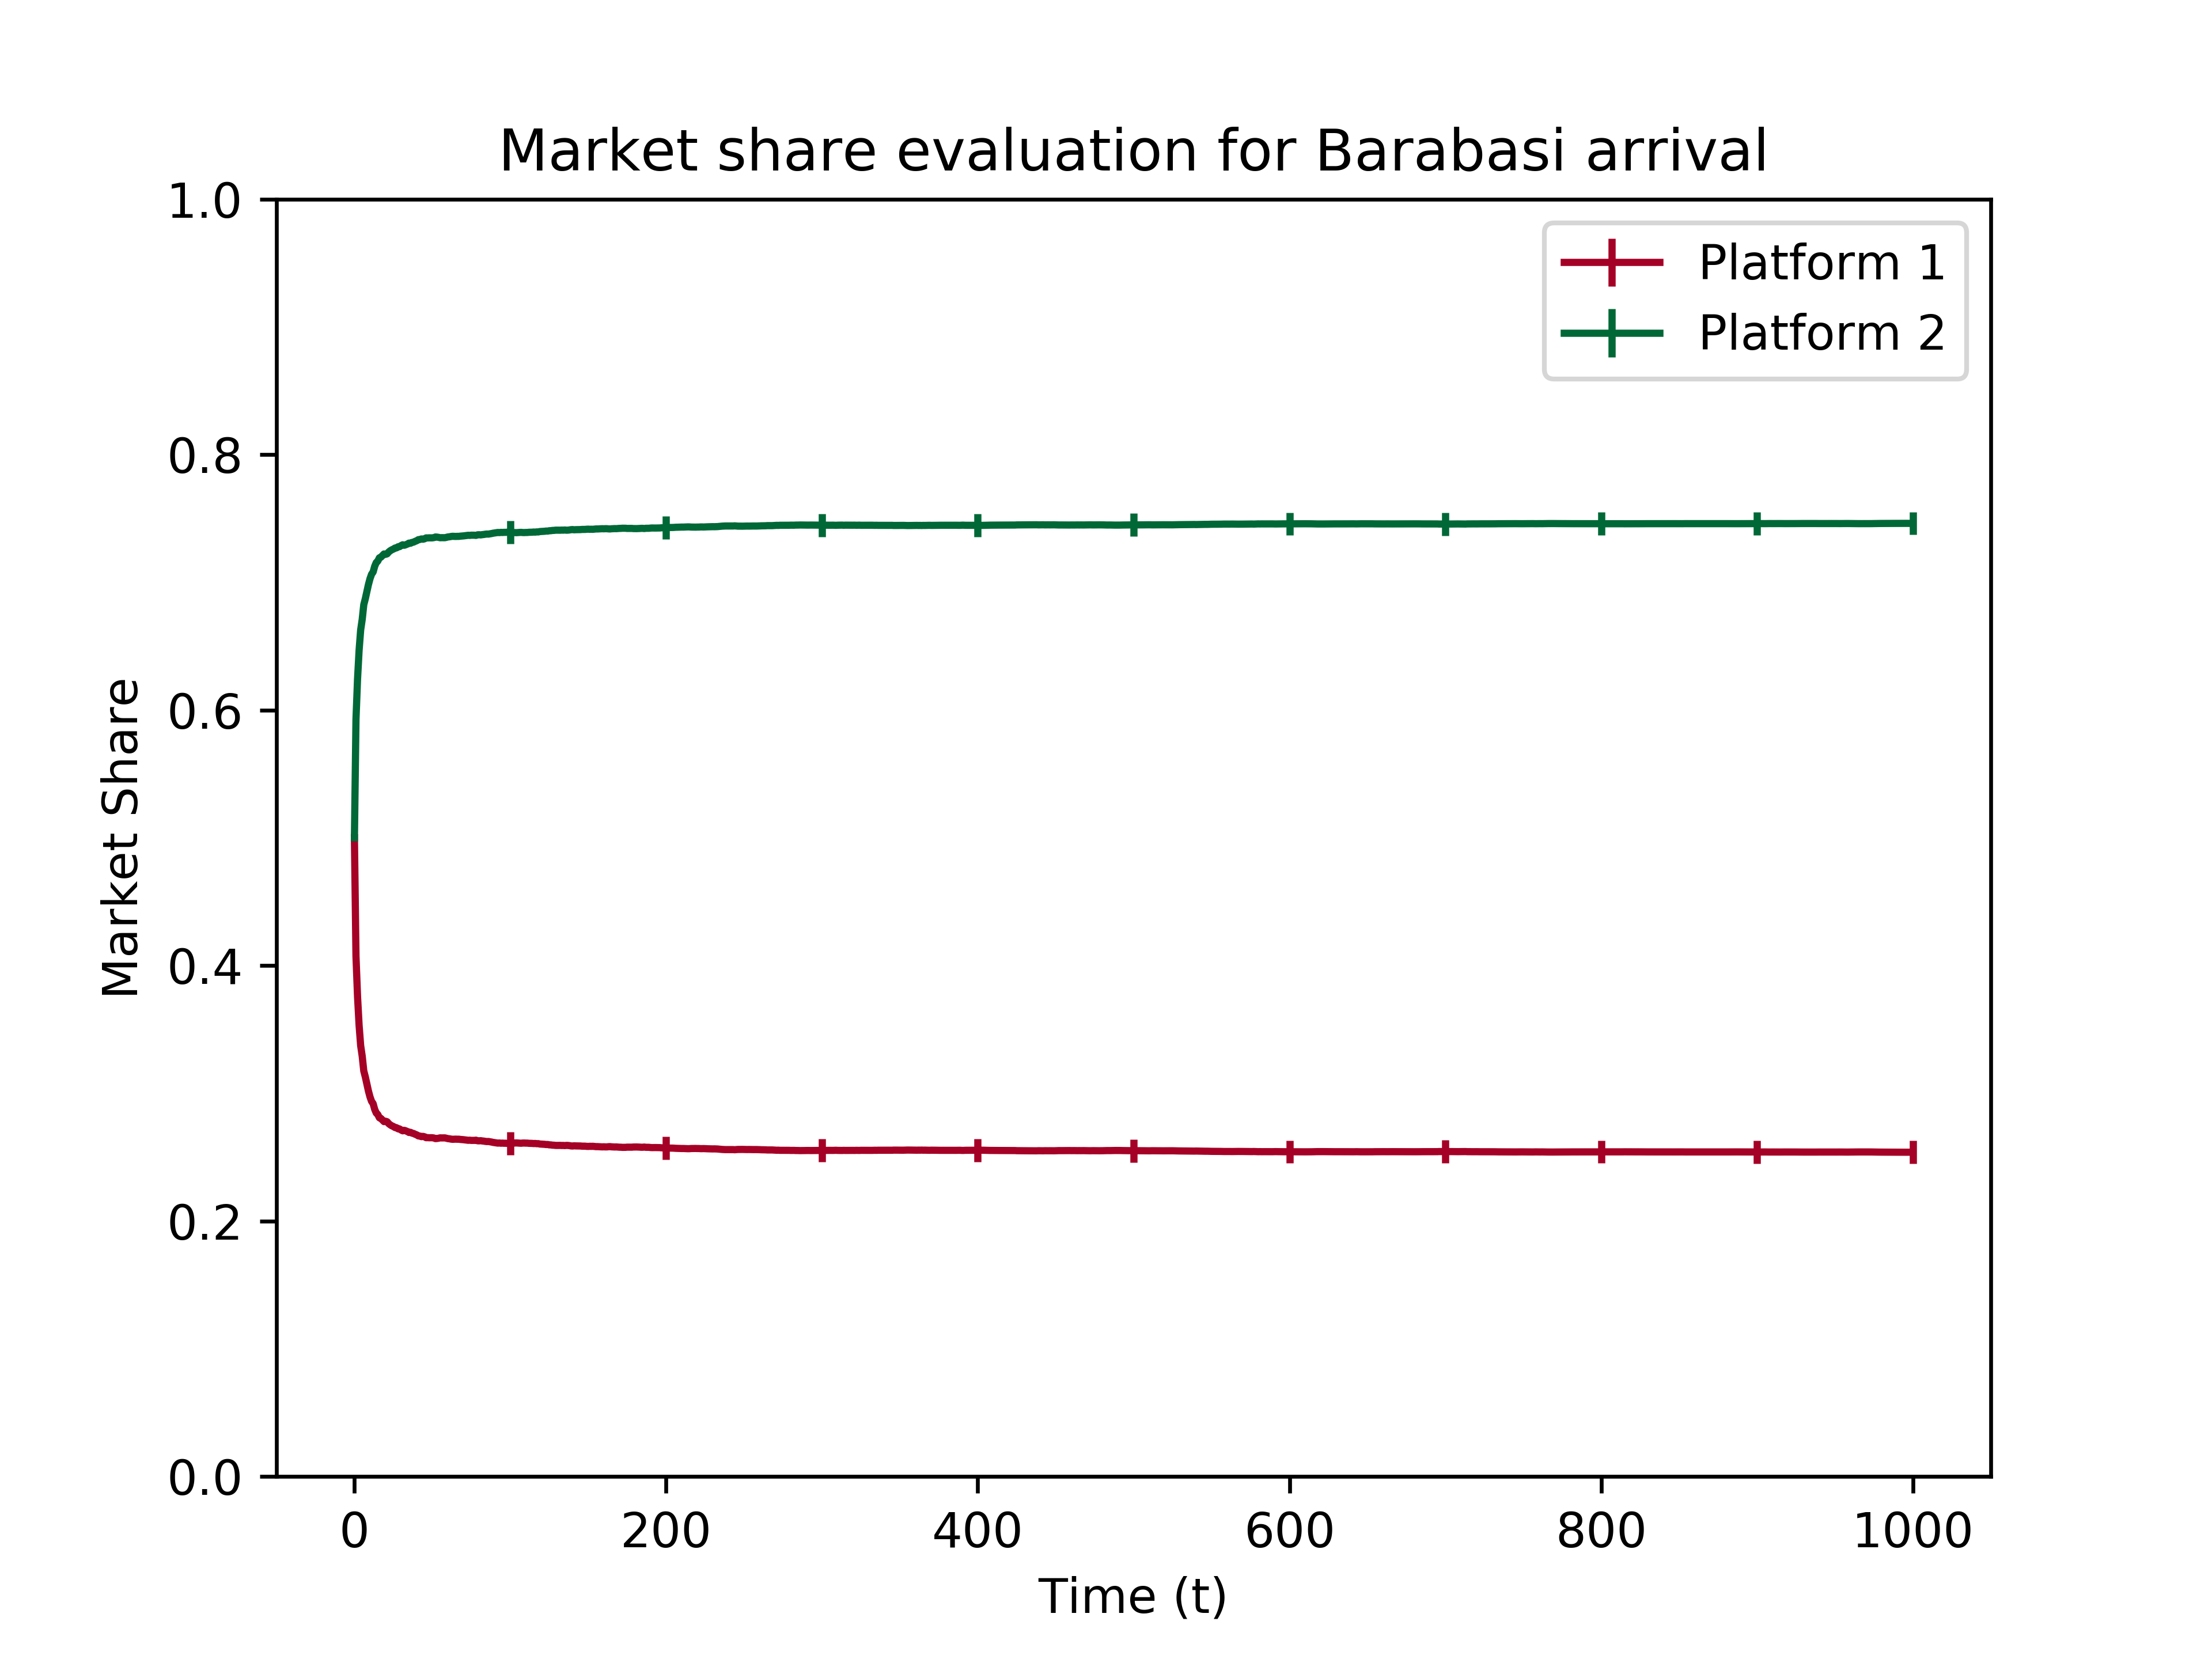 Market share evaluation for Barabasi arrival
1.0
0.8
0.6
0.4
0.2
0.0
Market Share
Platform 1
Platform 2
0 200 400 600 800 1000
Time (t)